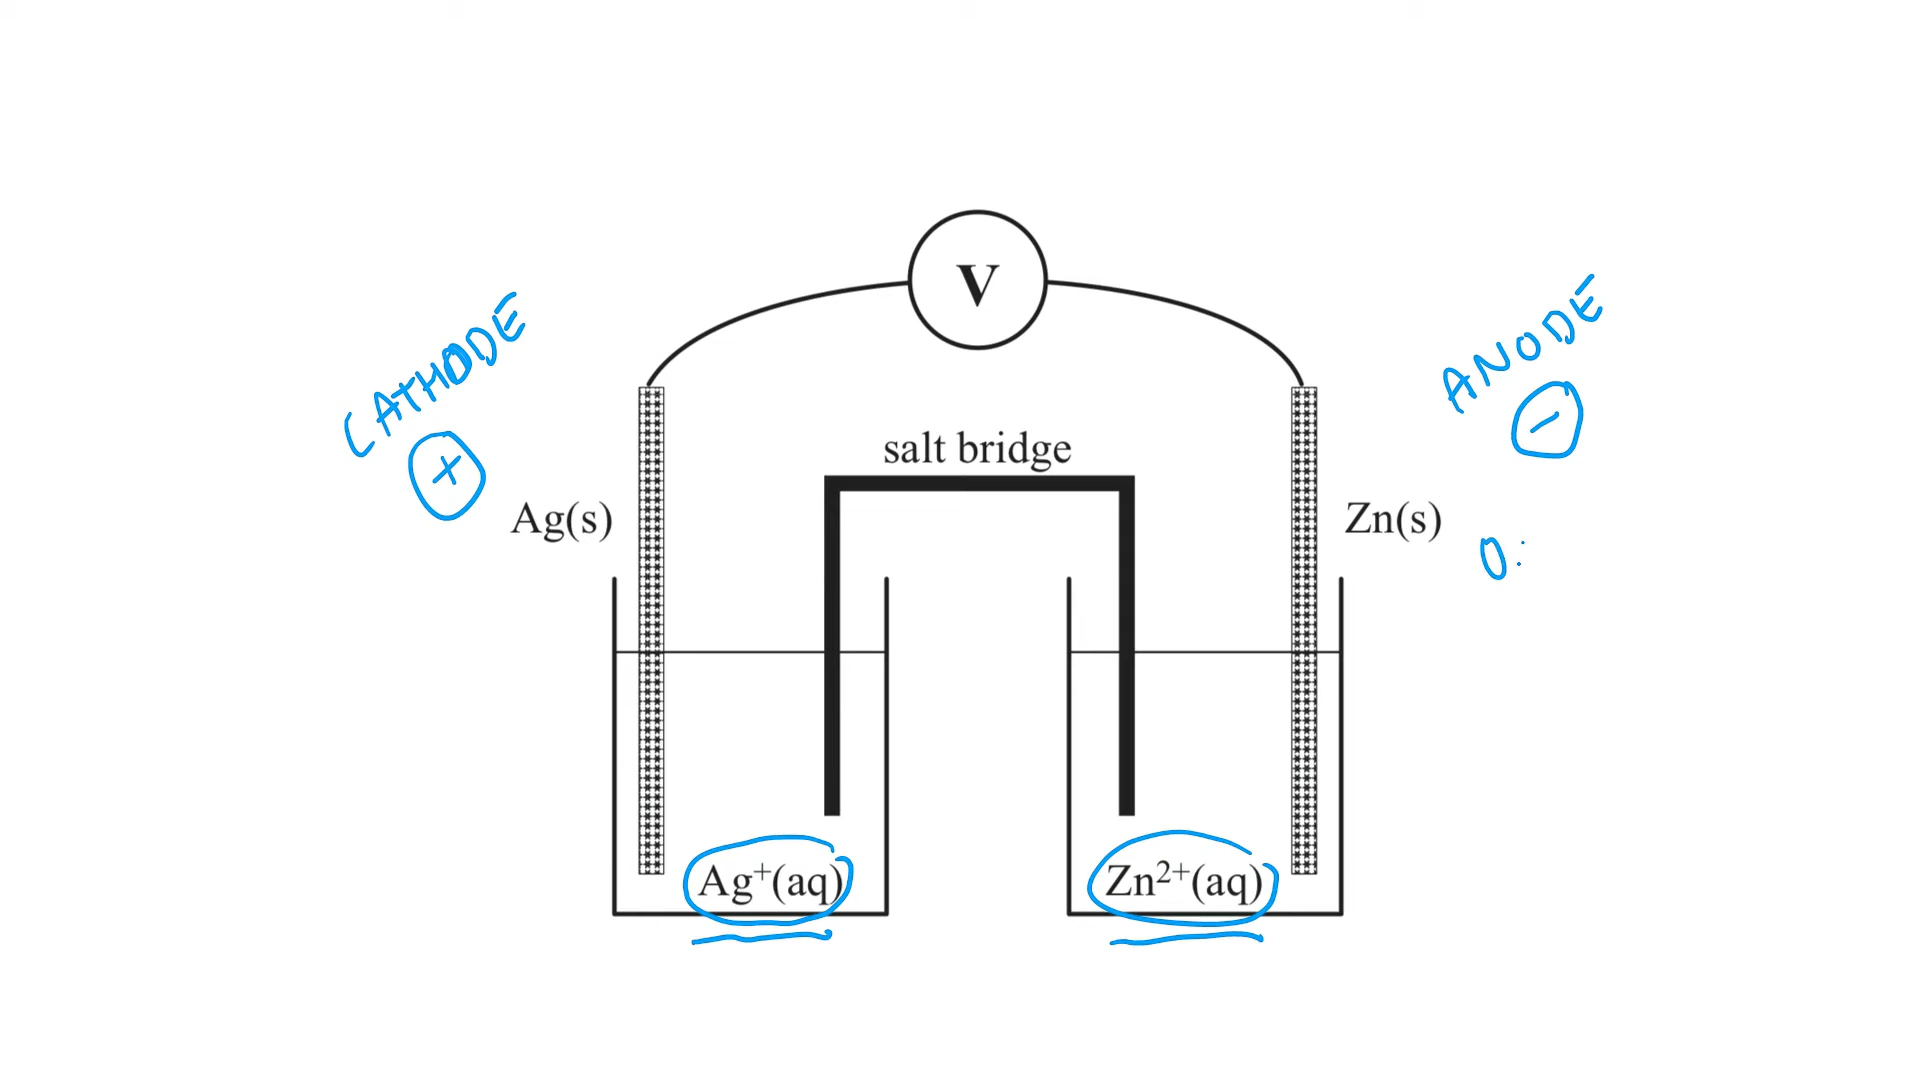 V
CATHODE
+
ANODE
-
salt bridge
Ag(s)
Zn(s)
O:
Ag⁺(aq)
Zn²⁺(aq)